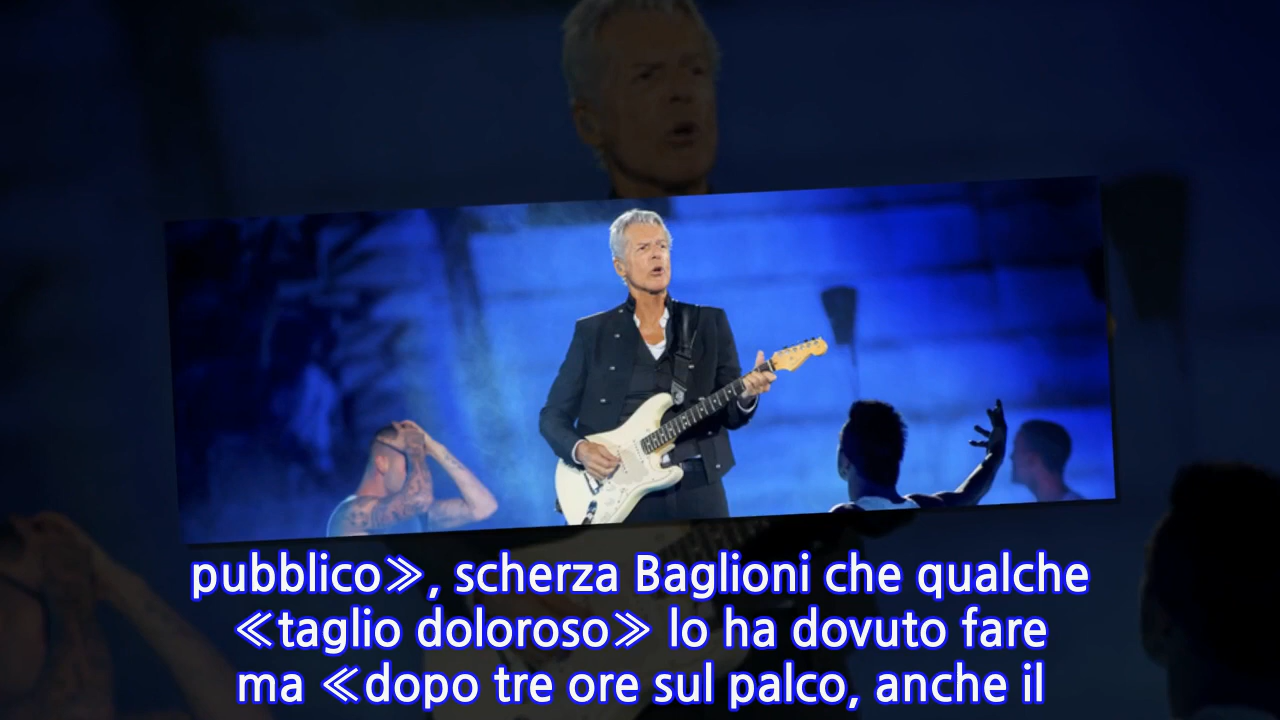 pubblico≫, scherza Baglioni che qualche
≪taglio doloroso≫ lo ha dovuto fare
ma ≪dopo tre ore sul palco, anche il